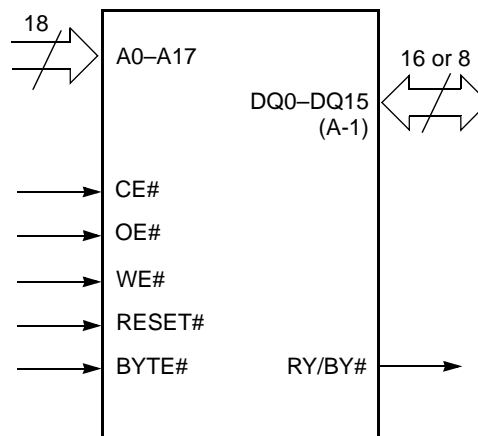 18
A0–A17
16 or 8
DQ0–DQ15
(A-1)
CE#
OE#
WE#
RESET#
BYTE#
RY/BY#